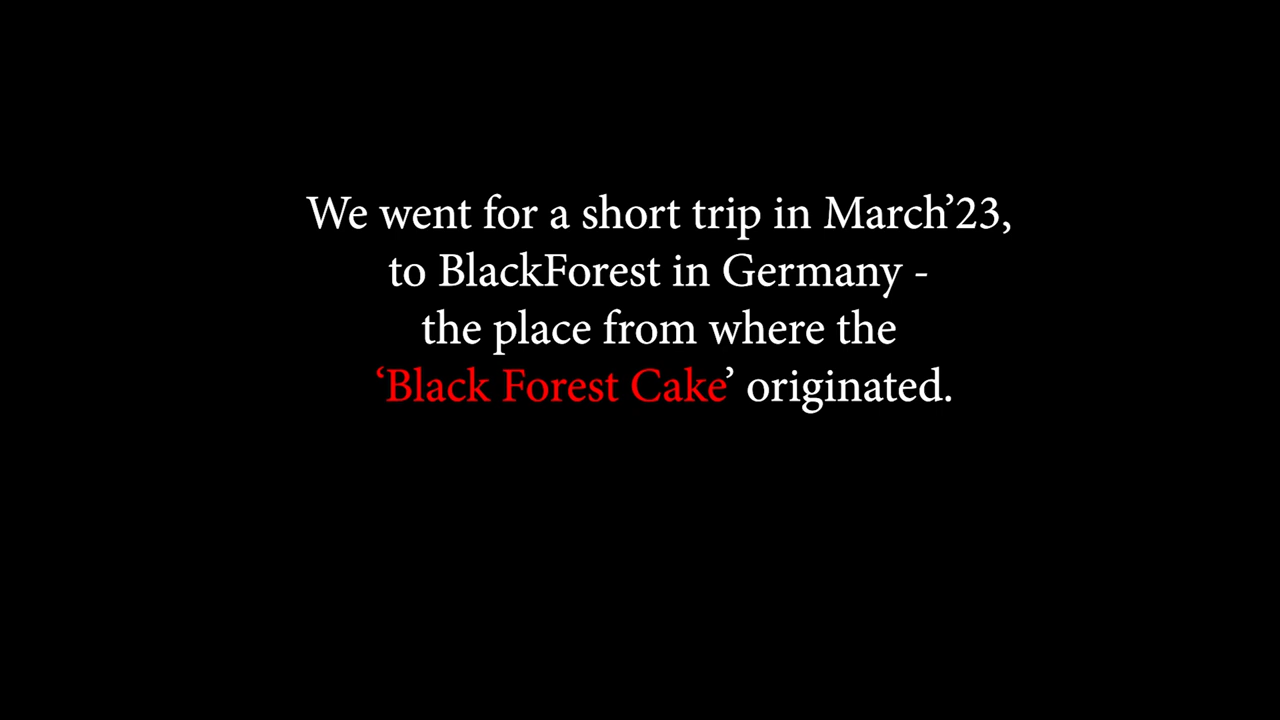 We went for a short trip in March’23,
to BlackForest in Germany -
the place from where the
‘Black Forest Cake’ originated.